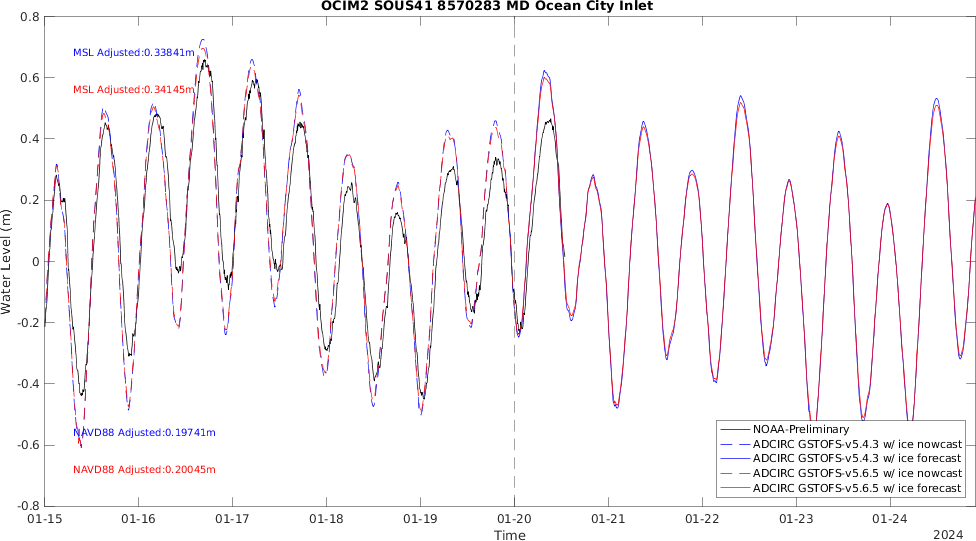 OCIM2 SOUS41 8570283 MD Ocean City Inlet
Water Level (m)
0.8
0.6
0.4
0.2
0
-0.2
-0.4
-0.6
-0.8
MSL Adjusted:0.33841m
MSL Adjusted:0.34145m
NAVD88 Adjusted:0.19741m
NAVD88 Adjusted:0.20045m
NOAA-Preliminary
ADCIRC GSTOFS-v5.4.3 w/ ice nowcast
ADCIRC GSTOFS-v5.4.3 w/ ice forecast
ADCIRC GSTOFS-v5.6.5 w/ ice nowcast
ADCIRC GSTOFS-v5.6.5 w/ ice forecast
01-15 01-16 01-17 01-18 01-19 01-20 01-21 01-22 01-23 01-24
Time
2024